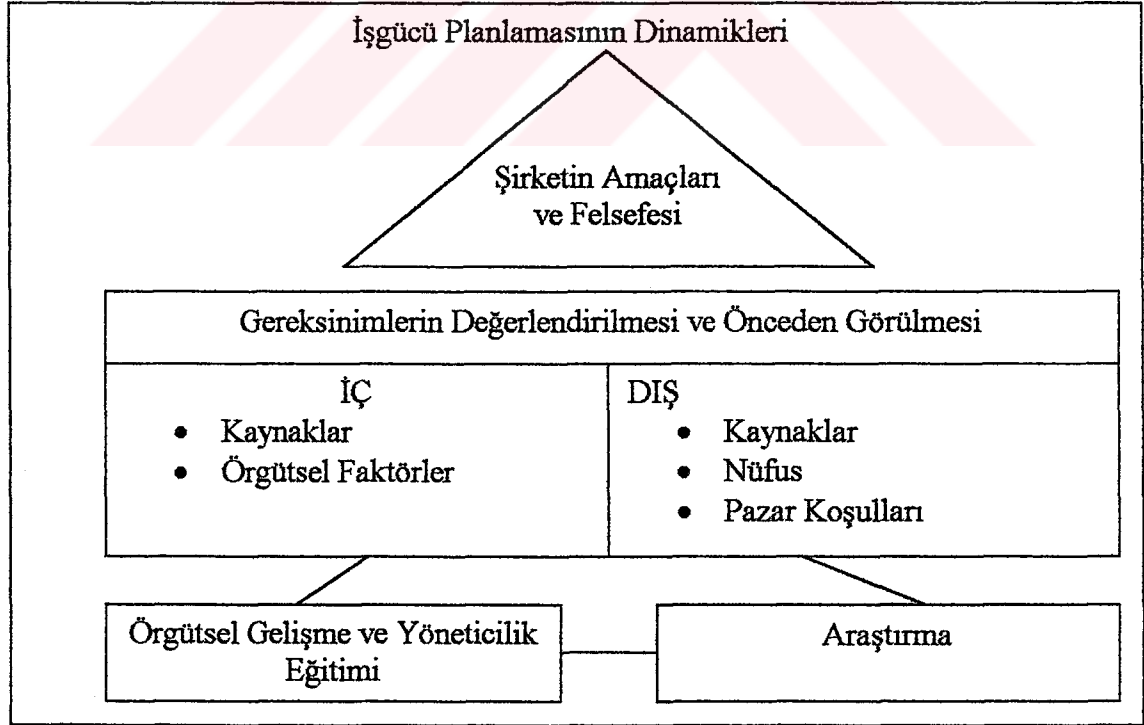 İşgücü Planlamasının Dinamikleri
Şirketin Amaçları
ve Felsefesi
Gereksinimlerin Değerlendirilmesi ve Önceden Görülmesi
İÇ
• Kaynaklar
• Örgütsel Faktörler
DIŞ
• Kaynaklar
• Nüfus
• Pazar Koşulları
Örgütsel Gelişme ve Yöneticilik
Eğitimi
Araştırma